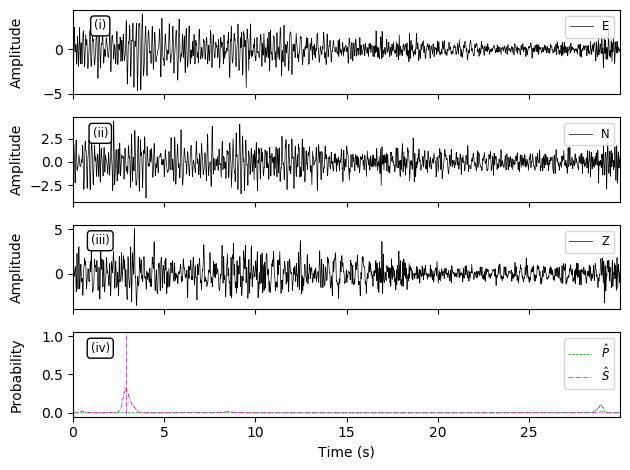 (i)
E
Amplitude
0
−5
(ii)
N
Amplitude
2.5
0.0
−2.5
(iii)
Z
Amplitude
5
0
(iv)
P̂
Ŝ
Probability
1.0
0.5
0.0
0 5 10 15 20 25
Time (s)